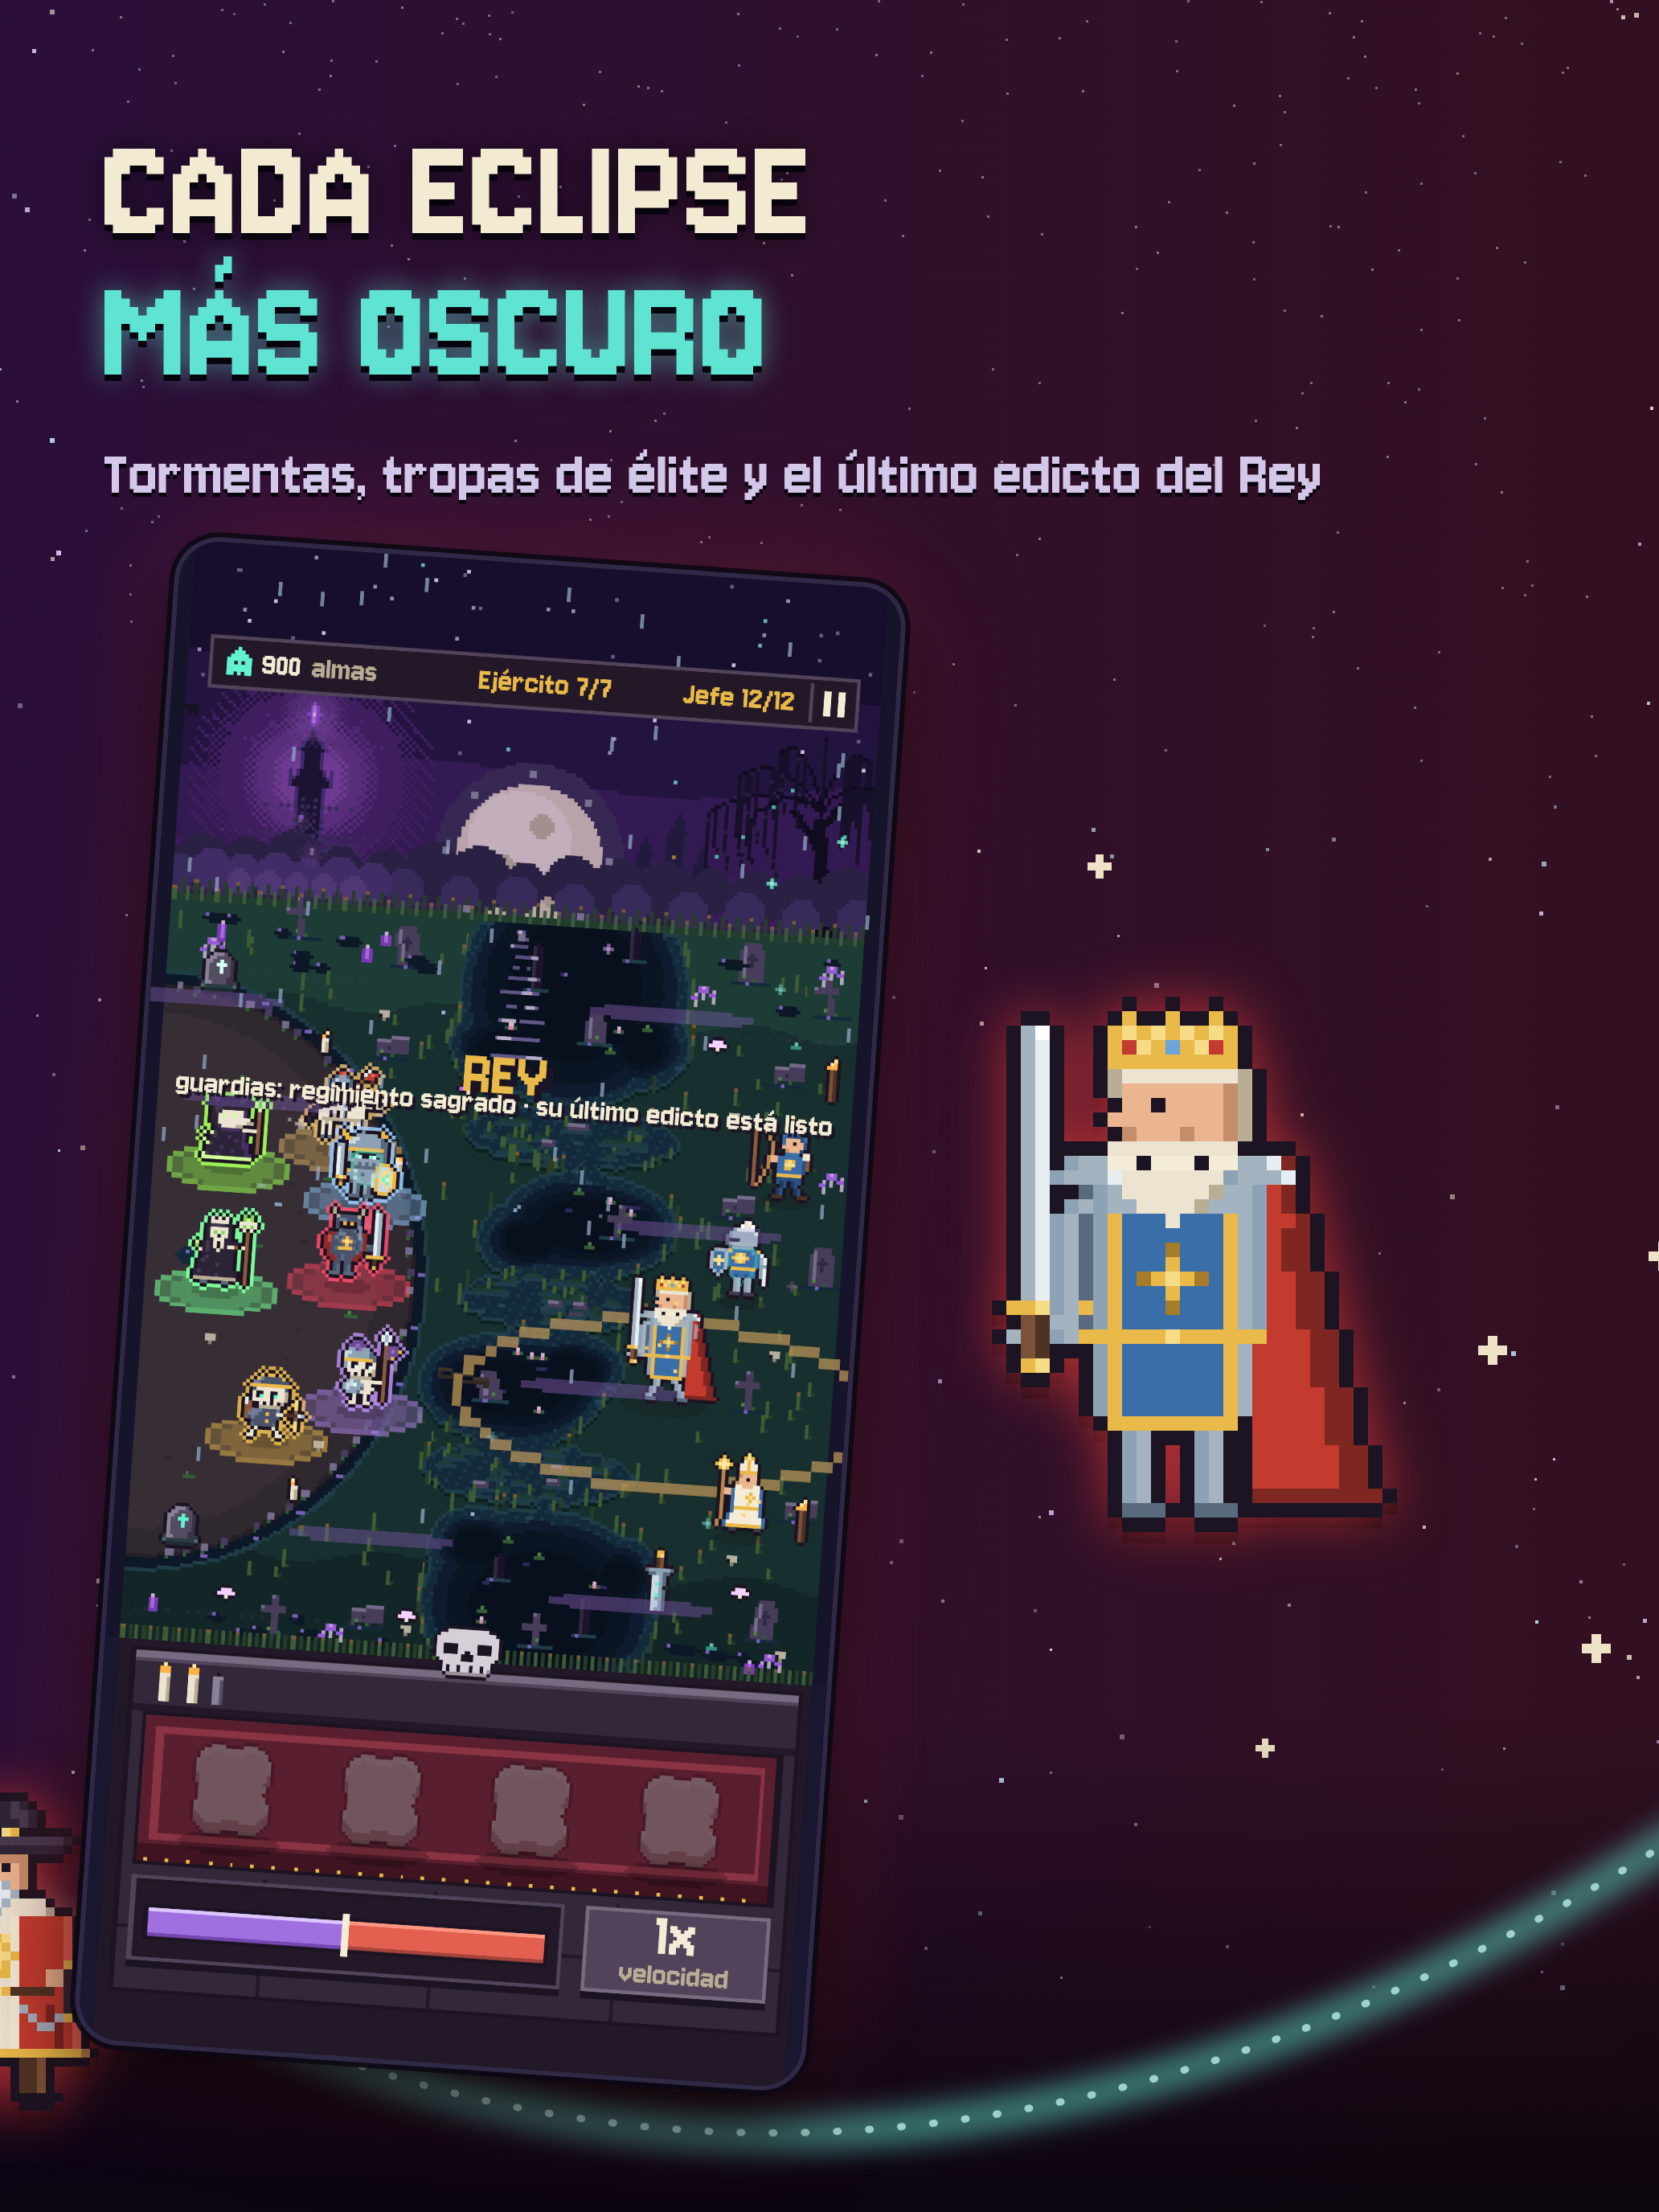 CADA ECLIPSE
MÁS OSCURO
Tormentas, tropas de élite y el último edicto del Rey
900 almas
Ejército 7/7
Jefe 12/12
REY
guardias: regimiento sagrado · su último edicto está listo
1x
velocidad